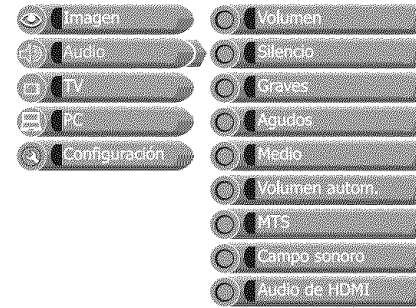 Imagen
Audio
TV
PC
Configuración
Volumen
Silencio
Graves
Agudos
Medio
Volumen autom.
MTS
Campo sonoro
Audio de HDMI